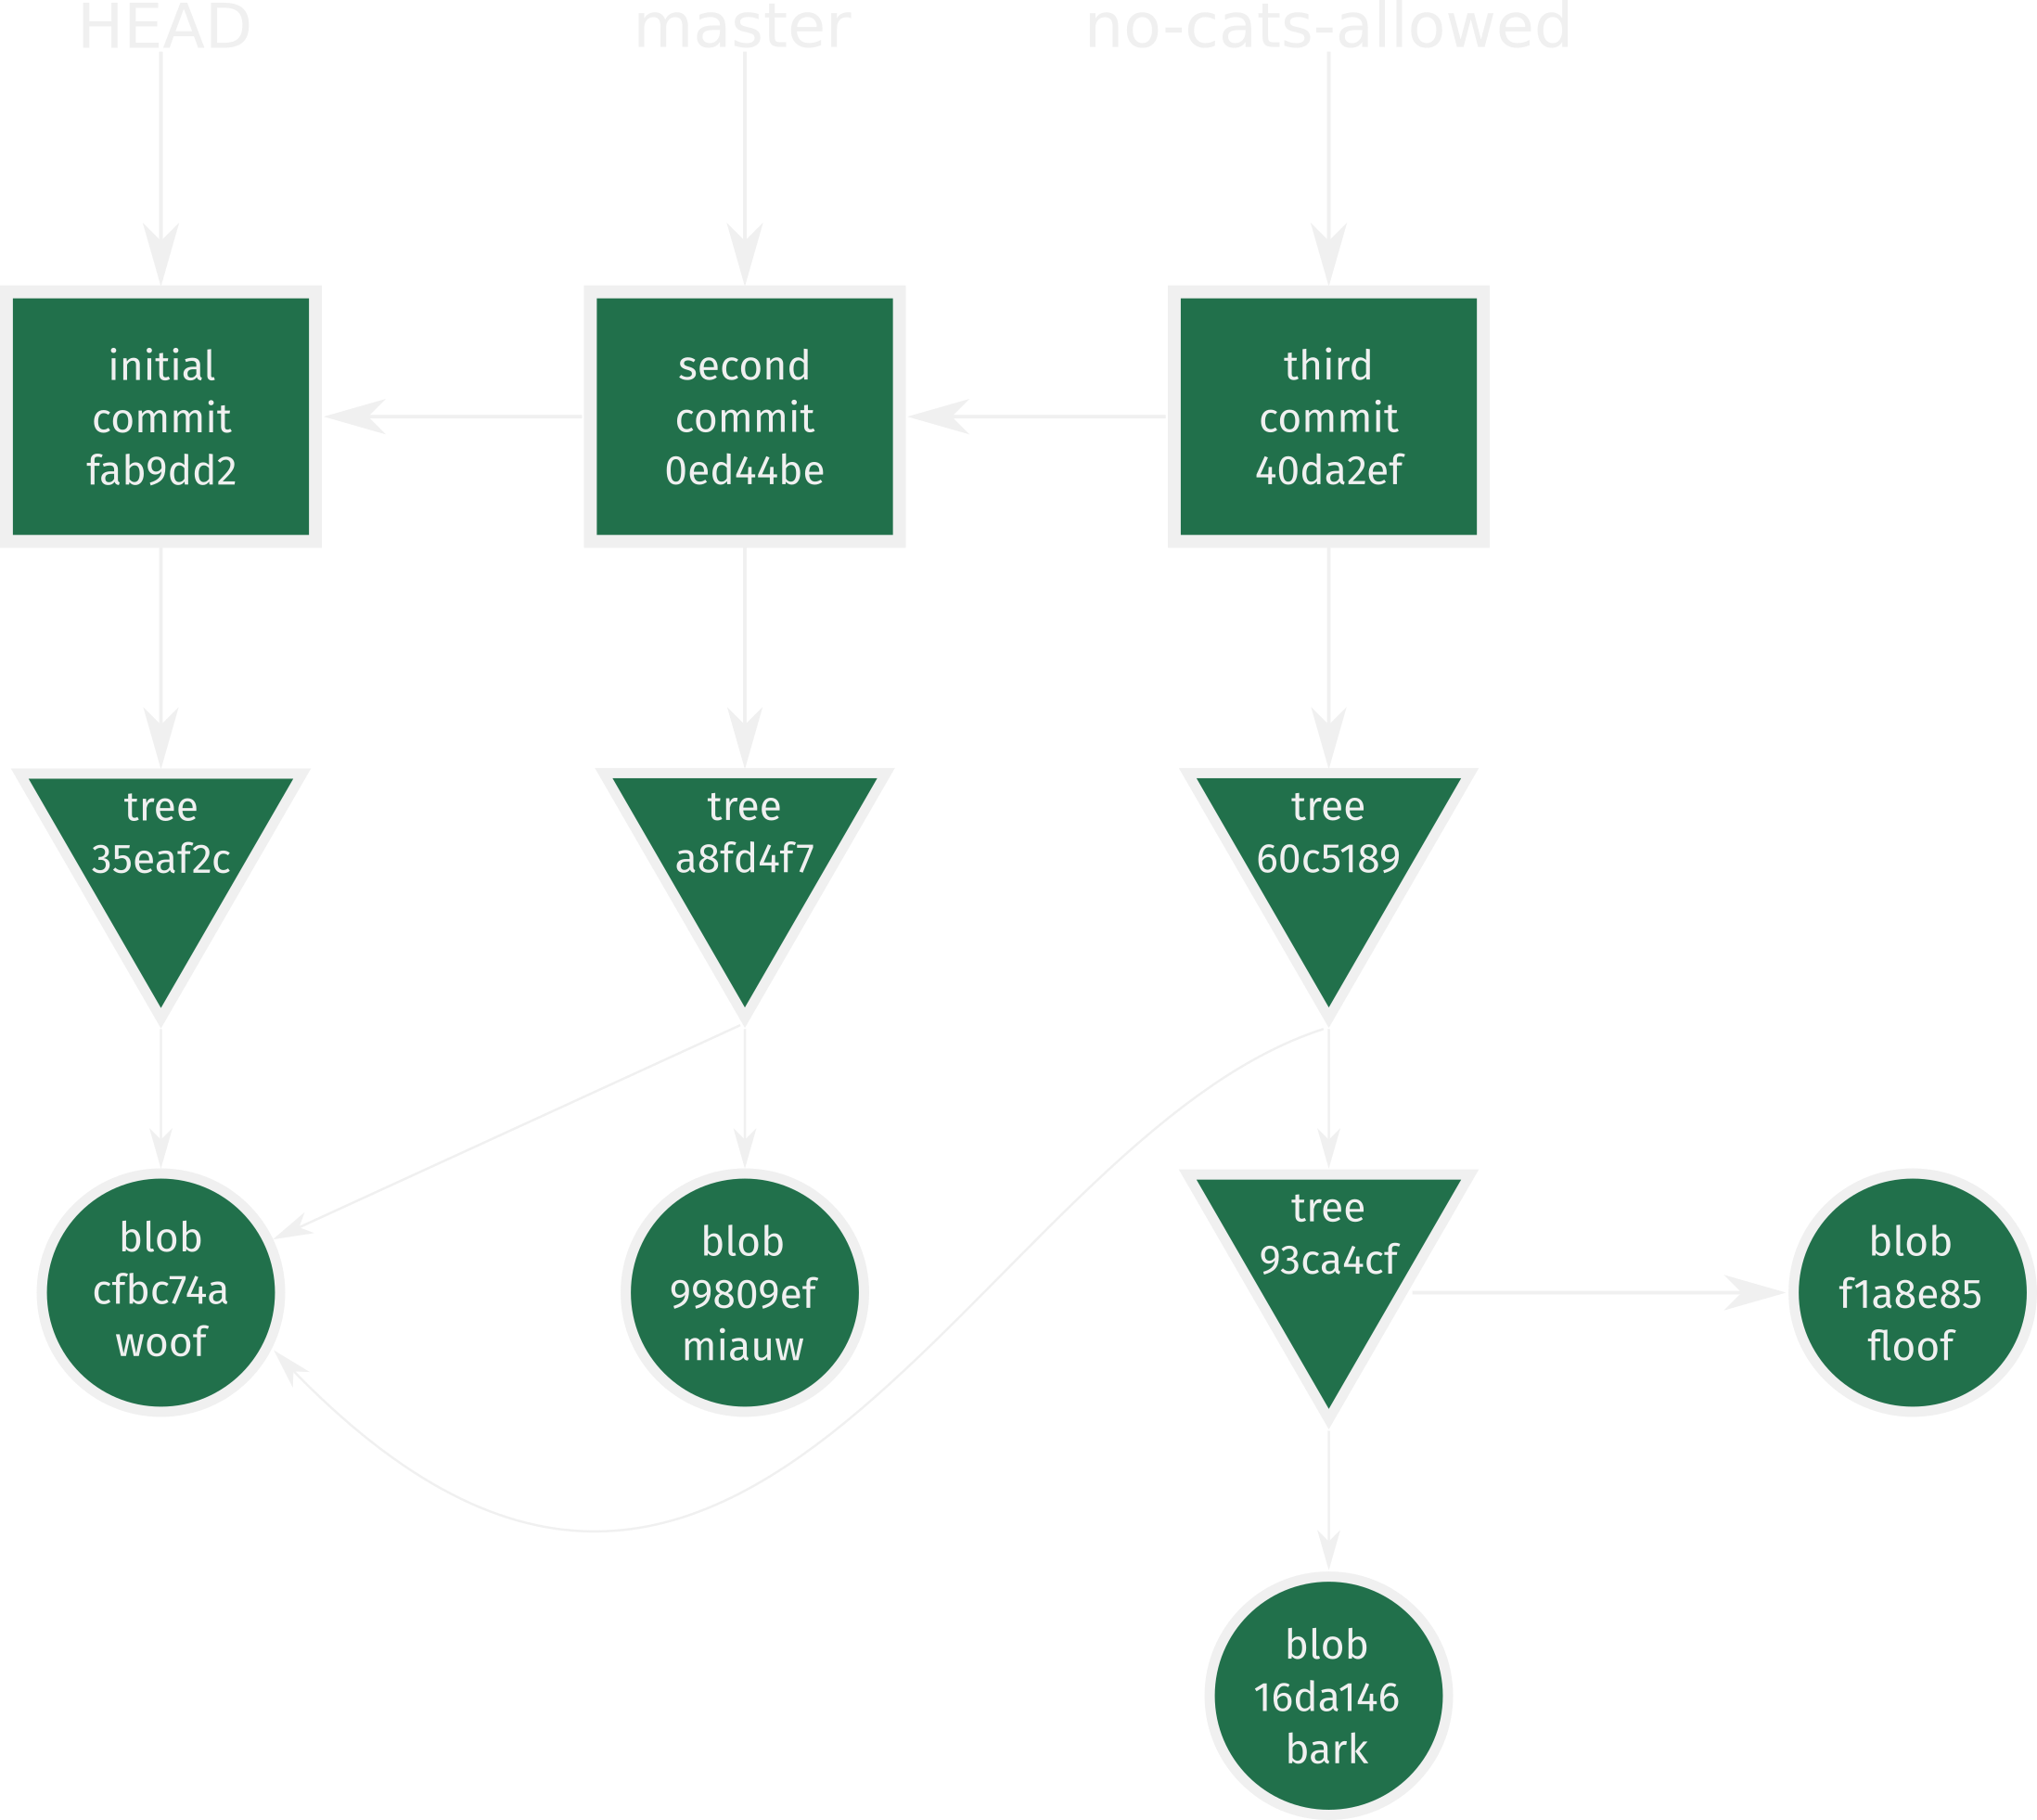 HEAD
master
no-cats-allowed
initial
commit
fab9dd2
second
commit
0ed44be
third
commit
40da2ef
tree
35eaf2c
tree
a8fd4f7
tree
60c5189
blob
cfbc74a
woof
blob
99809ef
miauw
tree
93ca4cf
blob
f1a8e85
floof
blob
16da146
bark